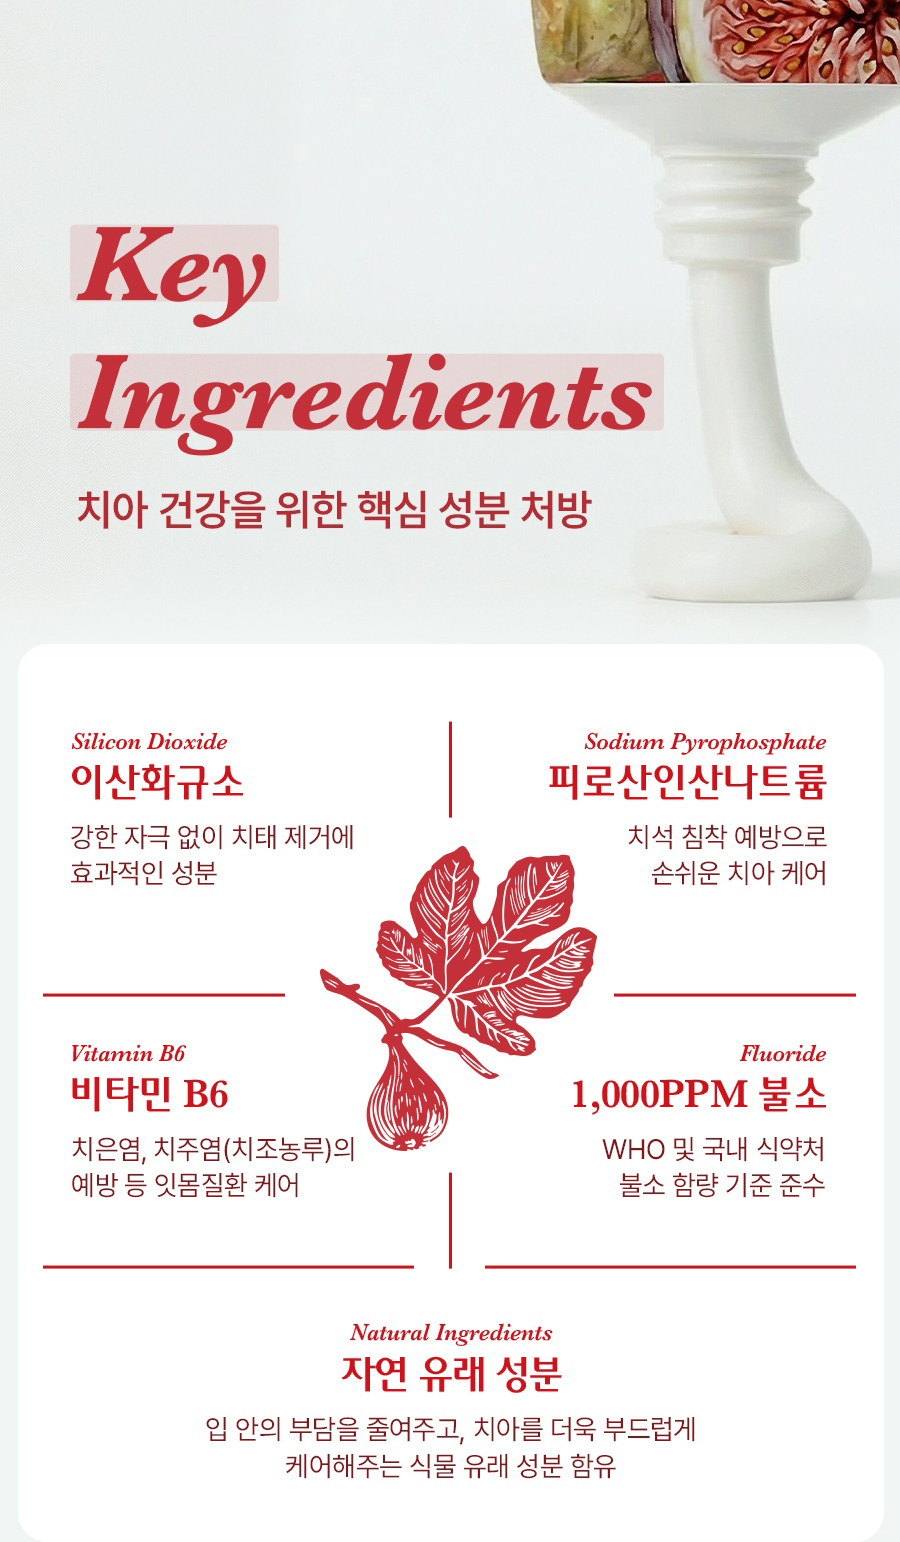 Key
Ingredients
치아 건강을 위한 핵심 성분 처방
Silicon Dioxide
이산화규소
강한 자극 없이 치태 제거에
효과적인 성분
Sodium Pyrophosphate
피로산인산나트륨
치석 침착 예방으로
손쉬운 치아 케어
Vitamin B6
비타민 B6
치은염, 치주염(치조농루)의
예방 등 잇몸질환 케어
Fluoride
1,000PPM 불소
WHO 및 국내 식약처
불소 함량 기준 준수
Natural Ingredients
자연 유래 성분
입 안의 부담을 줄여주고, 치아를 더욱 부드럽게
케어해주는 식물 유래 성분 함유